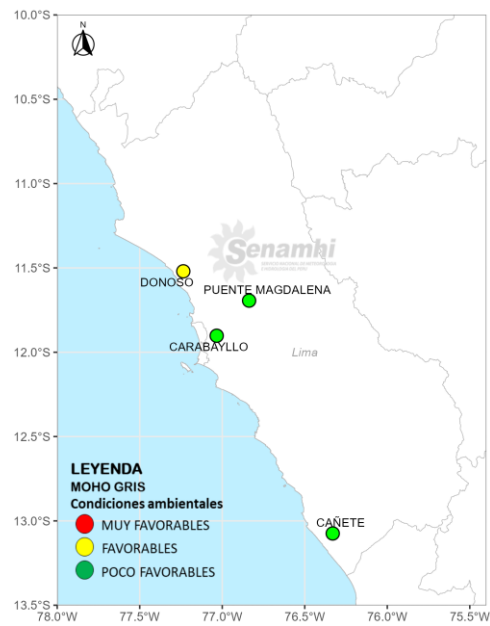 10.0°S
N
10.5°S
11.0°S
Senamhi
11.5°S
DONOSO
PUENTE MAGDALENA
12.0°S
CARABAYLLO
Lima
12.5°S
LEYENDA
MOHO GRIS
Condiciones ambientales
13.0°S
CAÑETE
MUY FAVORABLES
FAVORABLES
POCO FAVORABLES
13.5°S
78.0°W
77.5°W
77.0°W
76.5°W
76.0°W
75.5°W